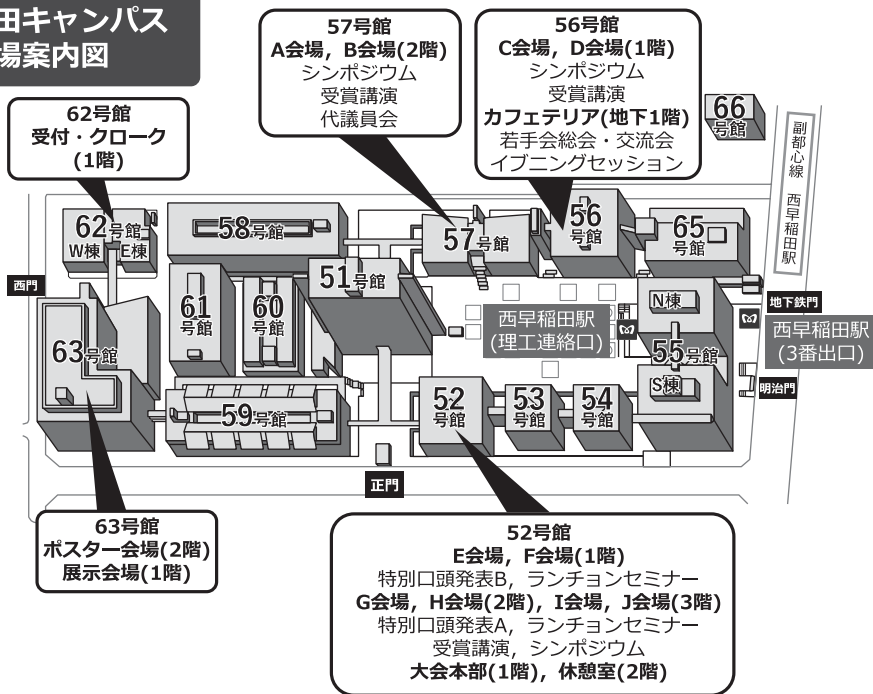 田キャンパス
場案内図
57号館
A会場，B会場(2階)
シンポジウム
受賞講演
代議員会
56号館
C会場，D会場(1階)
シンポジウム
受賞講演
カフェテリア(地下1階)
若手会総会・交流会
イブニングセッション
62号館
受付・クローク
(1階)
66
号館
副都心線 西早稲田駅
62号館
W棟 E棟
58号館
57号館
56
号館
65
号館
西門
51号館
61
号館
60
号館
63号館
西早稲田駅
(理工連絡口)
N棟
55号館
S棟
地下鉄門
西早稲田駅
(3番出口)
明治門
59号館
52
号館
53
号館
54
号館
正門
63号館
ポスター会場(2階)
展示会場(1階)
52号館
E会場，F会場(1階)
特別口頭発表B，ランチョンセミナー
G会場，H会場(2階)，I会場，J会場(3階)
特別口頭発表A，ランチョンセミナー
受賞講演，シンポジウム
大会本部(1階)，休憩室(2階)